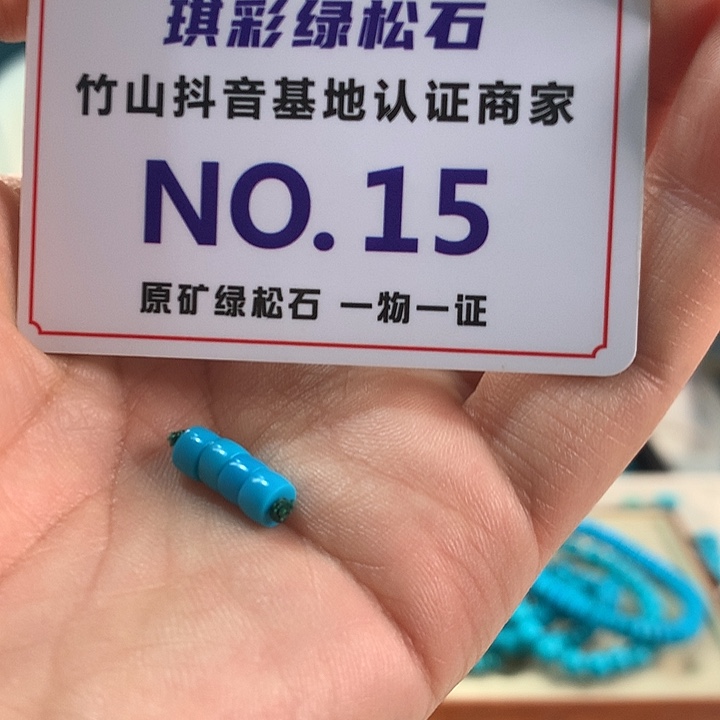 琪彩绿松石
竹山抖音基地认证商家
NO.15
原矿绿松石 一物一证